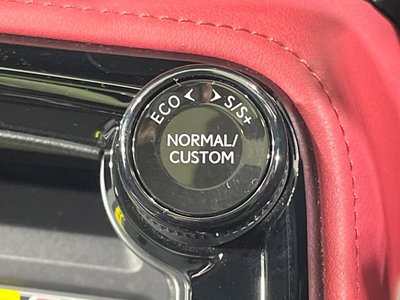 ECO < > S/S+
NORMAL/
CUSTOM